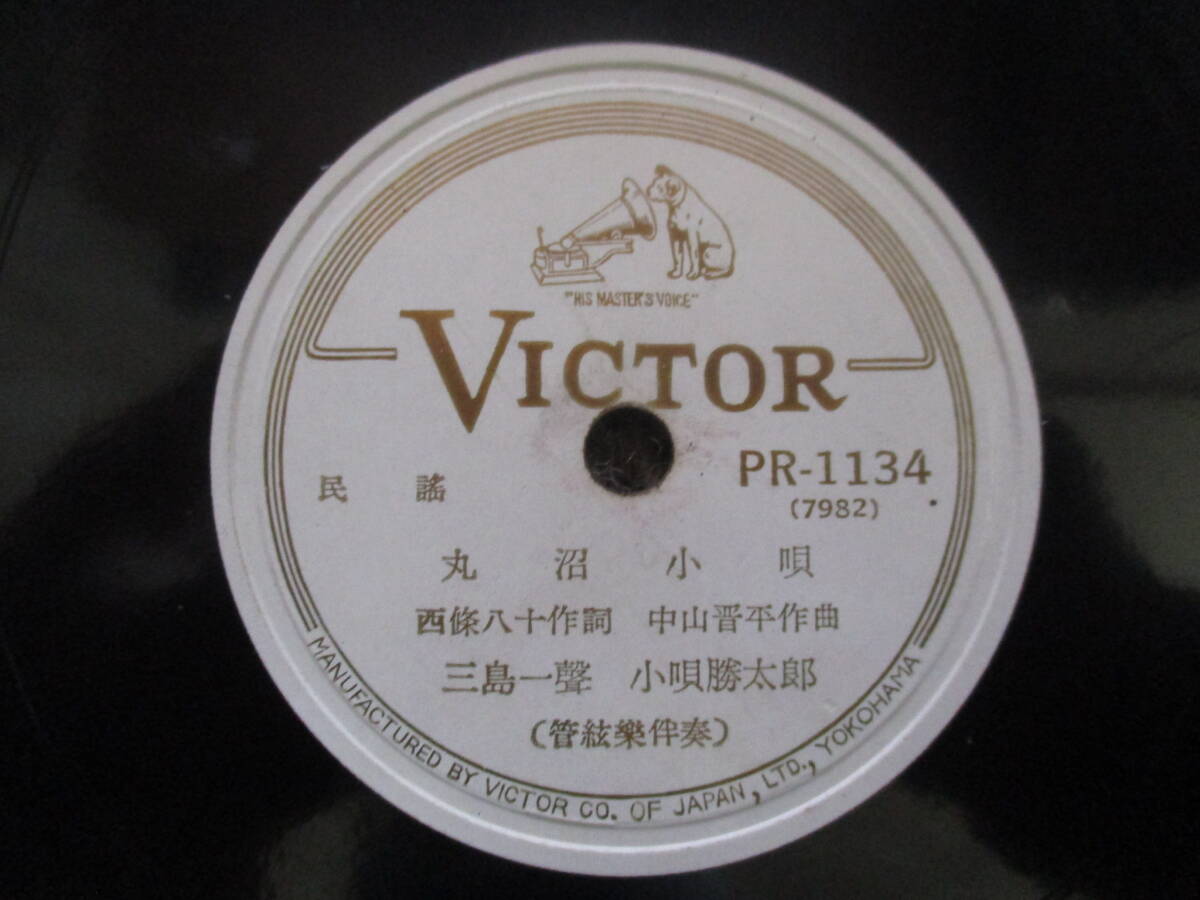 "HIS MASTER'S VOICE"
VICTOR
PR-1134
(7982)
民謠
丸沼小唄
西條八十作詞 中山晋平作曲
三島一聲 小唄勝太郎
(管絃樂伴奏)
MANUFACTURED BY VICTOR CO. OF JAPAN, LTD., YOKOHAMA